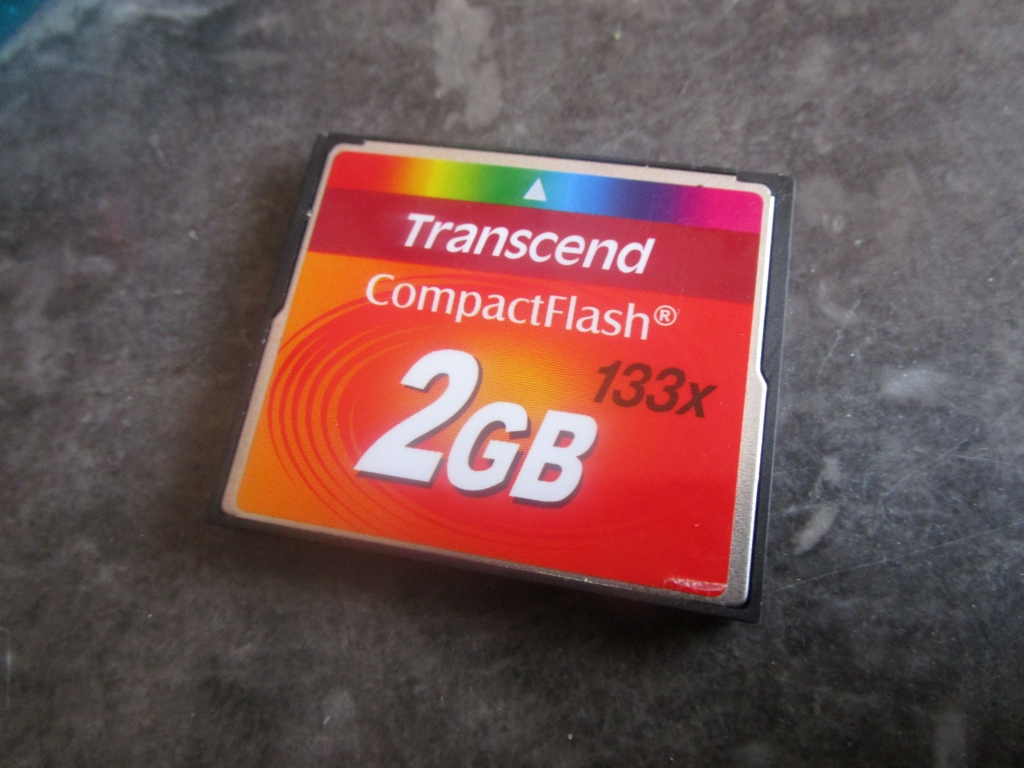 Transcend
CompactFlash®
133x
2GB